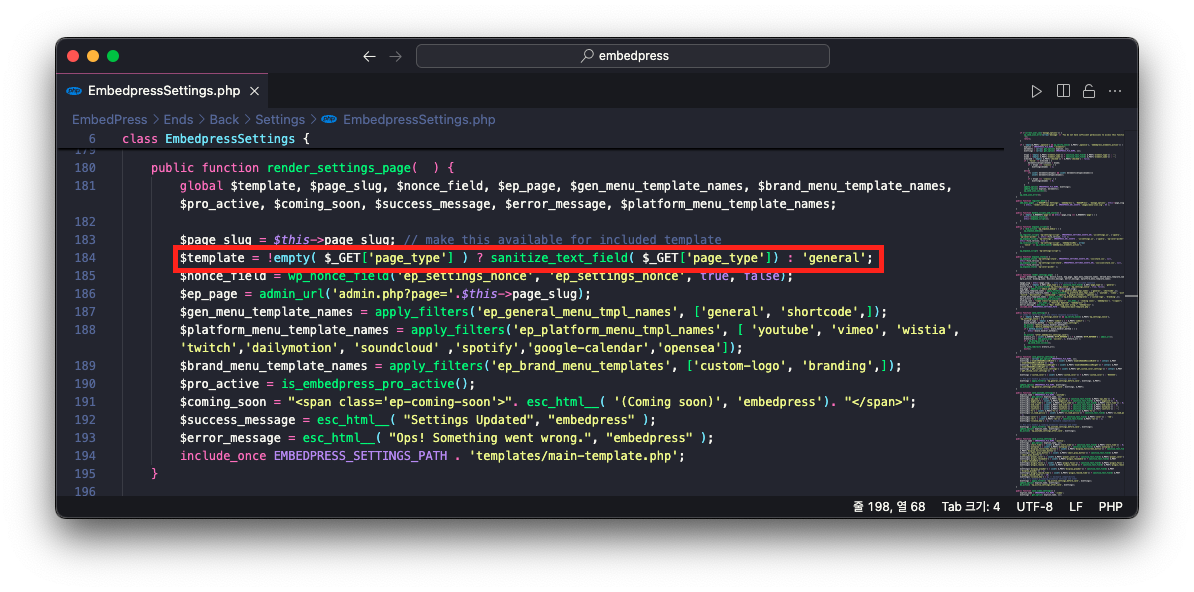 embedpress
EmbedpressSettings.php
EmbedPress > Ends > Back > Settings > EmbedpressSettings.php
6 class EmbedpressSettings {
179
180 public function render_settings_page(  ) {
181 global $template, $page_slug, $nonce_field, $ep_page, $gen_menu_template_names, $brand_menu_template_names,
$pro_active, $coming_soon, $success_message, $error_message, $platform_menu_template_names;
182
183 $page_slug = $this->page_slug; // make this available for included template
184 $template = !empty( $_GET['page_type'] ) ? sanitize_text_field( $_GET['page_type']) : 'general';
185 $nonce_field = wp_nonce_field('ep_settings_nonce', 'ep_settings_nonce', true, false);
186 $ep_page = admin_url('admin.php?page='.$this->page_slug);
187 $gen_menu_template_names = apply_filters('ep_general_menu_tmpl_names', ['general', 'shortcode',]);
188 $platform_menu_template_names = apply_filters('ep_platform_menu_tmpl_names', [ 'youtube', 'vimeo', 'wistia',
'twitch','dailymotion', 'soundcloud' ,'spotify','google-calendar','opensea']);
189 $brand_menu_template_names = apply_filters('ep_brand_menu_templates', ['custom-logo', 'branding',]);
190 $pro_active = is_embedpress_pro_active();
191 $coming_soon = "<span class='ep-coming-soon'>". esc_html__( '(Coming soon)', 'embedpress'). "</span>";
192 $success_message = esc_html__( "Settings Updated", "embedpress" );
193 $error_message = esc_html__( "Ops! Something went wrong.", "embedpress" );
194 include_once EMBEDPRESS_SETTINGS_PATH . 'templates/main-template.php';
195 }
196
줄 198, 열 68 Tab 크기: 4 UTF-8 LF PHP